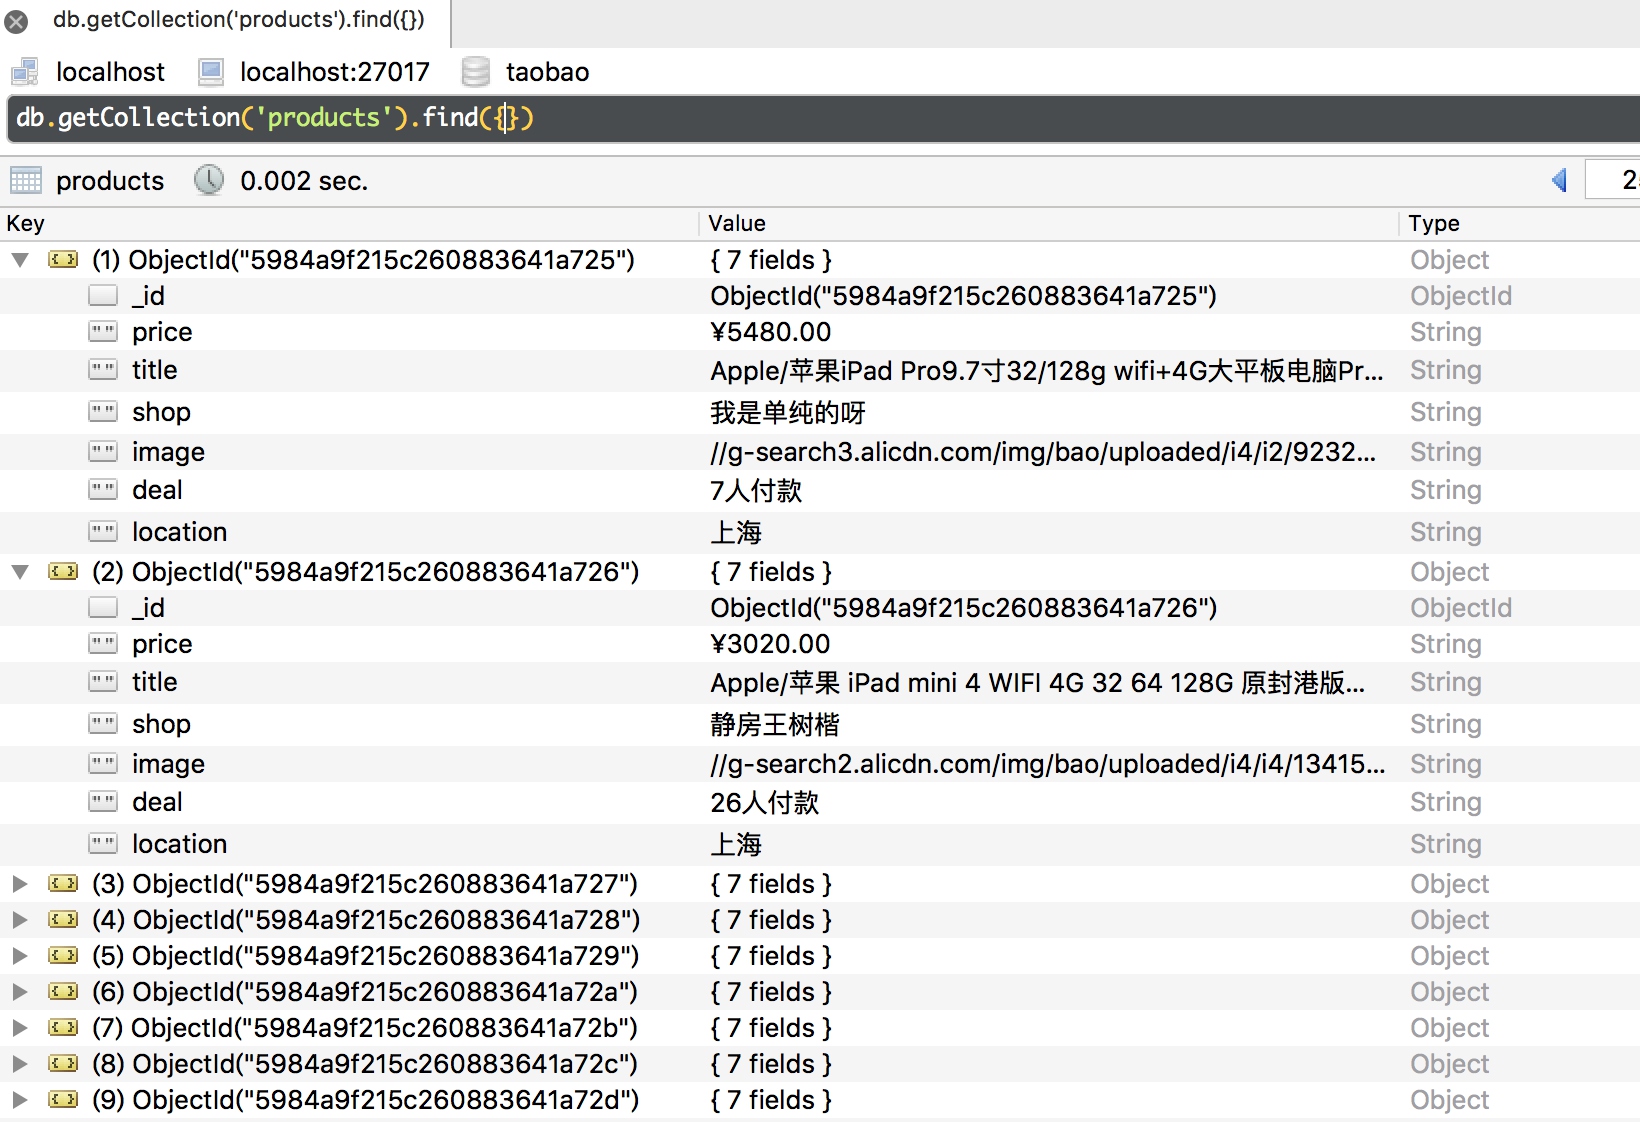 db.getCollection('products').find({})
localhost localhost:27017 taobao
db.getCollection('products').find({})
products 0.002 sec.
Key Value Type
(1) ObjectId("5984a9f215c260883641a725") { 7 fields } Object
_id ObjectId("5984a9f215c260883641a725") ObjectId
price ¥5480.00 String
title Apple/苹果iPad Pro9.7寸32/128g wifi+4G大平板电脑Pr... String
shop 我是单纯的呀 String
image //g-search3.alicdn.com/img/bao/uploaded/i4/i2/9232... String
deal 7人付款 String
location 上海 String
(2) ObjectId("5984a9f215c260883641a726") { 7 fields } Object
_id ObjectId("5984a9f215c260883641a726") ObjectId
price ¥3020.00 String
title Apple/苹果 iPad mini 4 WIFI 4G 32 64 128G 原封港版... String
shop 静房王树楷 String
image //g-search2.alicdn.com/img/bao/uploaded/i4/i4/13415... String
deal 26人付款 String
location 上海 String
(3) ObjectId("5984a9f215c260883641a727") { 7 fields } Object
(4) ObjectId("5984a9f215c260883641a728") { 7 fields } Object
(5) ObjectId("5984a9f215c260883641a729") { 7 fields } Object
(6) ObjectId("5984a9f215c260883641a72a") { 7 fields } Object
(7) ObjectId("5984a9f215c260883641a72b") { 7 fields } Object
(8) ObjectId("5984a9f215c260883641a72c") { 7 fields } Object
(9) ObjectId("5984a9f215c260883641a72d") { 7 fields } Object